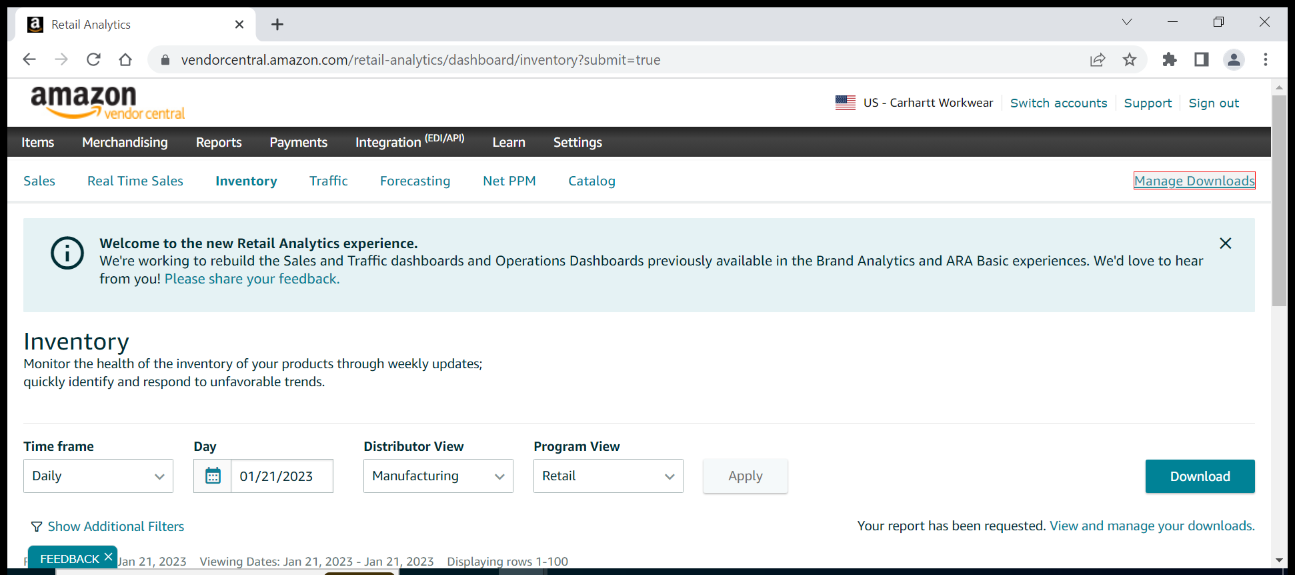 Retail Analytics
vendorcentral.amazon.com/retail-analytics/dashboard/inventory?submit=true
amazon
vendor central
US - Carhartt Workwear Switch accounts Support Sign out
Items Merchandising Reports Payments Integration (EDI/API) Learn Settings
Sales Real Time Sales Inventory Traffic Forecasting Net PPM Catalog Manage Downloads
Welcome to the new Retail Analytics experience.
We're working to rebuild the Sales and Traffic dashboards and Operations Dashboards previously available in the Brand Analytics and ARA Basic experiences. We'd love to hear
from you! Please share your feedback.
Inventory
Monitor the health of the inventory of your products through weekly updates;
quickly identify and respond to unfavorable trends.
Time frame Day Distributor View Program View
Daily 01/21/2023 Manufacturing Retail Apply Download
Show Additional Filters
Your report has been requested. View and manage your downloads.
FEEDBACK Jan 21, 2023 Viewing Dates: Jan 21, 2023 - Jan 21, 2023 Displaying rows 1-100